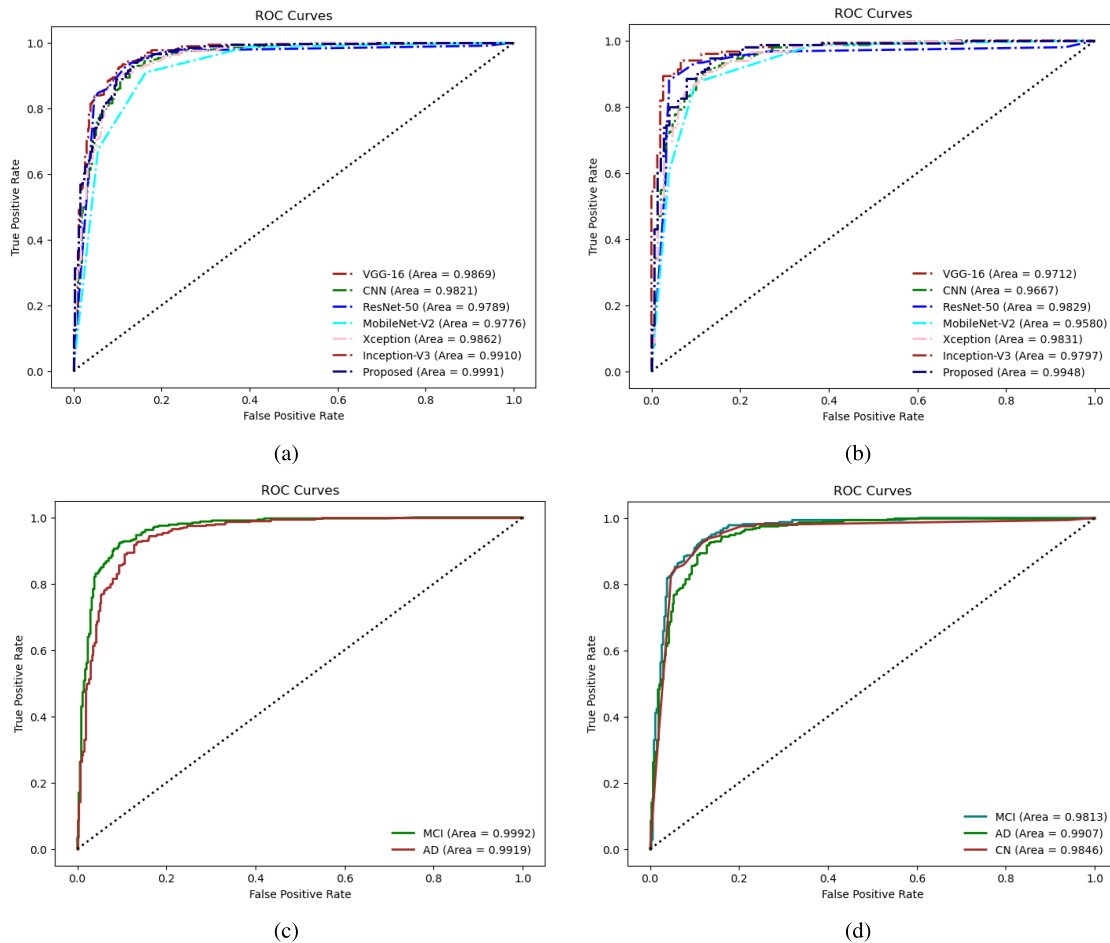 ROC Curves
1.0
0.8
0.6
0.4
0.2
0.0
True Positive Rate
VGG-16 (Area = 0.9869)
CNN (Area = 0.9821)
ResNet-50 (Area = 0.9789)
MobileNet-V2 (Area = 0.9776)
Xception (Area = 0.9862)
Inception-V3 (Area = 0.9910)
Proposed (Area = 0.9991)
0.0 0.2 0.4 0.6 0.8 1.0
False Positive Rate
(a)
ROC Curves
1.0
0.8
0.6
0.4
0.2
0.0
True Positive Rate
VGG-16 (Area = 0.9712)
CNN (Area = 0.9667)
ResNet-50 (Area = 0.9829)
MobileNet-V2 (Area = 0.9580)
Xception (Area = 0.9831)
Inception-V3 (Area = 0.9797)
Proposed (Area = 0.9948)
0.0 0.2 0.4 0.6 0.8 1.0
False Positive Rate
(b)
ROC Curves
1.0
0.8
0.6
0.4
0.2
0.0
True Positive Rate
MCI (Area = 0.9992)
AD (Area = 0.9919)
0.0 0.2 0.4 0.6 0.8 1.0
False Positive Rate
(c)
ROC Curves
1.0
0.8
0.6
0.4
0.2
0.0
True Positive Rate
MCI (Area = 0.9813)
AD (Area = 0.9907)
CN (Area = 0.9846)
0.0 0.2 0.4 0.6 0.8 1.0
False Positive Rate
(d)